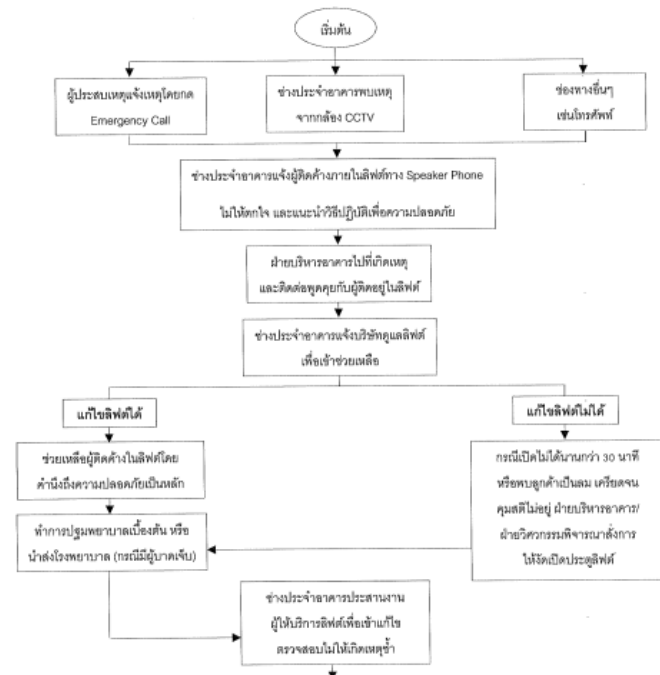 เริ่มต้น
ผู้ประสบเหตุแจ้งเหตุโดยกด
Emergency Call
ช่างประจำอาคารพบเหตุ
จากกล้อง CCTV
ช่องทางอื่นๆ
เช่นโทรศัพท์
ช่างประจำอาคารแจ้งผู้ติดค้างภายในลิฟต์ทาง Speaker Phone
ไม่ให้ตกใจ และแนะนำวิธีปฏิบัติเพื่อความปลอดภัย
ฝ่ายบริหารอาคารไปที่เกิดเหตุ
และติดต่อพูดคุยกับผู้ติดอยู่ในลิฟต์
ช่างประจำอาคารแจ้งบริษัทดูแลลิฟต์
เพื่อเข้าช่วยเหลือ
แก้ไขลิฟต์ได้
แก้ไขลิฟต์ไม่ได้
ช่วยเหลือผู้ติดค้างในลิฟต์โดย
คำนึงถึงความปลอดภัยเป็นหลัก
กรณีเปิดไม่ได้นานกว่า 30 นาที
หรือพบลูกค้าเป็นลม เครียดจน
คุมสติไม่อยู่ ฝ่ายบริหารอาคาร/
ฝ่ายวิศวกรรมพิจารณาสั่งการ
ให้งัดเปิดประตูลิฟต์
ทำการปฐมพยาบาลเบื้องต้น หรือ
นำส่งโรงพยาบาล (กรณีมีผู้บาดเจ็บ)
ช่างประจำอาคารประสานงาน
ผู้ให้บริการลิฟต์เพื่อเข้าแก้ไข
ตรวจสอบไม่ให้เกิดเหตุซ้ำ